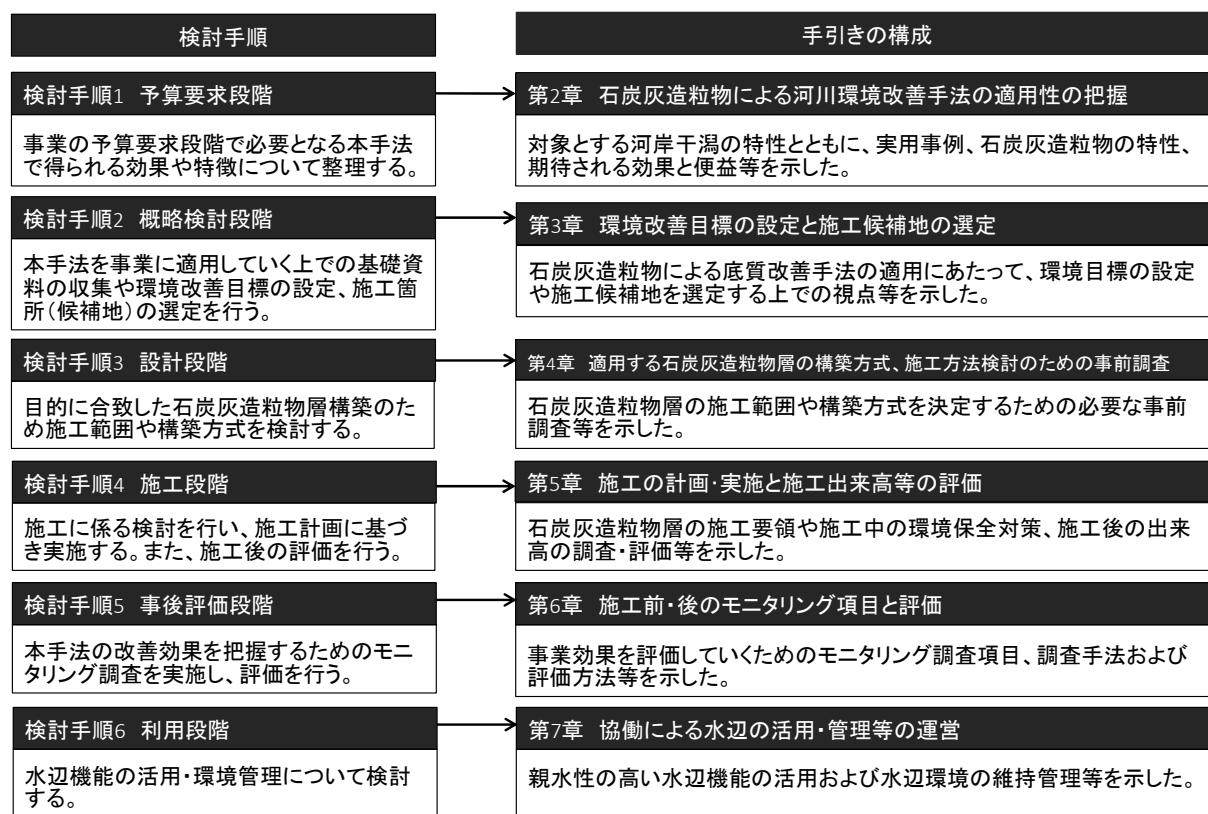 検討手順
手引きの構成
検討手順1 予算要求段階
事業の予算要求段階で必要となる本手法
で得られる効果や特徴について整理する。
第2章 石炭灰造粒物による河川環境改善手法の適用性の把握
対象とする河岸干潟の特性とともに、実用事例、石炭灰造粒物の特性、
期待される効果と便益等を示した。
検討手順2 概略検討段階
本手法を事業に適用していく上での基礎資
料の収集や環境改善目標の設定、施工箇
所(候補地)の選定を行う。
第3章 環境改善目標の設定と施工候補地の選定
石炭灰造粒物による底質改善手法の適用にあたって、環境目標の設定
や施工候補地を選定する上での視点等を示した。
検討手順3 設計段階
目的に合致した石炭灰造粒物層構築のた
め施工範囲や構築方式を検討する。
第4章 適用する石炭灰造粒物層の構築方式、施工方法検討のための事前調査
石炭灰造粒物層の施工範囲や構築方式を決定するための必要な事前
調査等を示した。
検討手順4 施工段階
施工に係る検討を行い、施工計画に基づ
き実施する。また、施工後の評価を行う。
第5章 施工の計画・実施と施工出来高等の評価
石炭灰造粒物層の施工要領や施工中の環境保全対策、施工後の出来
高の調査・評価等を示した。
検討手順5 事後評価段階
本手法の改善効果を把握するためのモニ
タリング調査を実施し、評価を行う。
第6章 施工前・後のモニタリング項目と評価
事業効果を評価していくためのモニタリング調査項目、調査手法および
評価方法等を示した。
検討手順6 利用段階
水辺機能の活用・環境管理について検討
する。
第7章 協働による水辺の活用・管理等の運営
親水性の高い水辺機能の活用および水辺環境の維持管理等を示した。